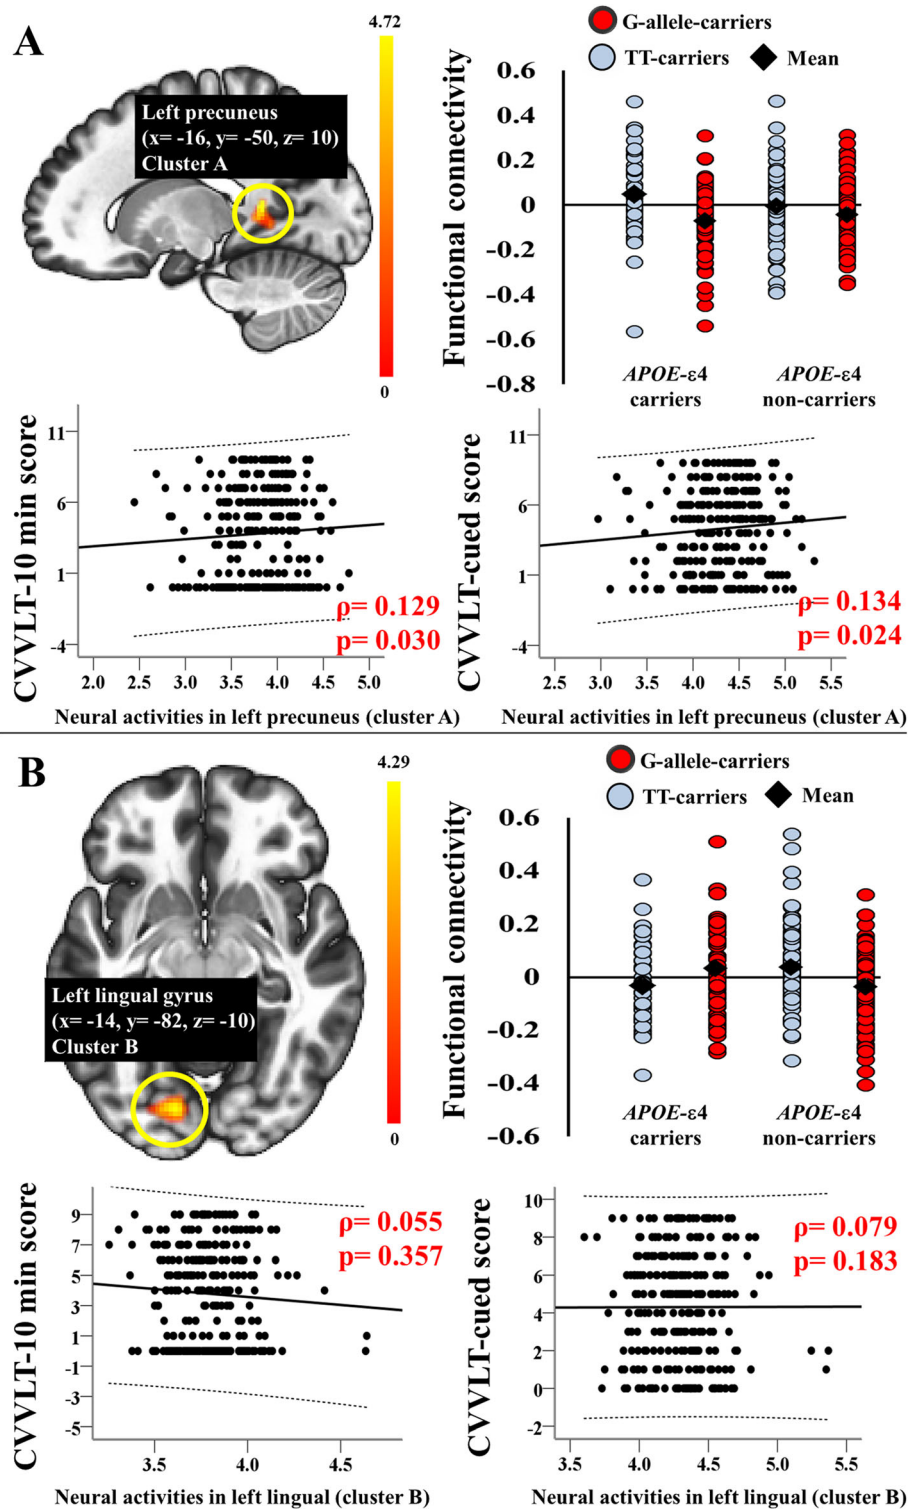 A
4.72
Left precuneus
(x= -16, y= -50, z= 10)
Cluster A
0
G-allele-carriers
TT-carriers Mean
Functional connectivity
0.6
0.4
0.2
0
-0.2
-0.4
-0.6
-0.8
APOE-ε4
carriers
APOE-ε4
non-carriers
CVVLT-10 min score
11
6
1
-4
ρ= 0.129
p= 0.030
2.0 2.5 3.0 3.5 4.0 4.5 5.0
Neural activities in left precuneus (cluster A)
CVVLT-cued score
11
6
1
-4
ρ= 0.134
p= 0.024
2.5 3.0 3.5 4.0 4.5 5.0 5.5
Neural activities in left precuneus (cluster A)
B
4.29
Left lingual gyrus
(x= -14, y= -82, z= -10)
Cluster B
0
G-allele-carriers
TT-carriers Mean
Functional connectivity
0.6
0.4
0.2
0
-0.2
-0.4
-0.6
APOE-ε4
carriers
APOE-ε4
non-carriers
CVVLT-10 min score
9
7
5
3
1
-1
-3
-5
ρ= 0.055
p= 0.357
3.5 4.0 4.5
Neural activities in left lingual (cluster B)
CVVLT-cued score
10
8
6
4
2
0
-2
ρ= 0.079
p= 0.183
3.5 4.0 4.5 5.0 5.5
Neural activities in left lingual (cluster B)